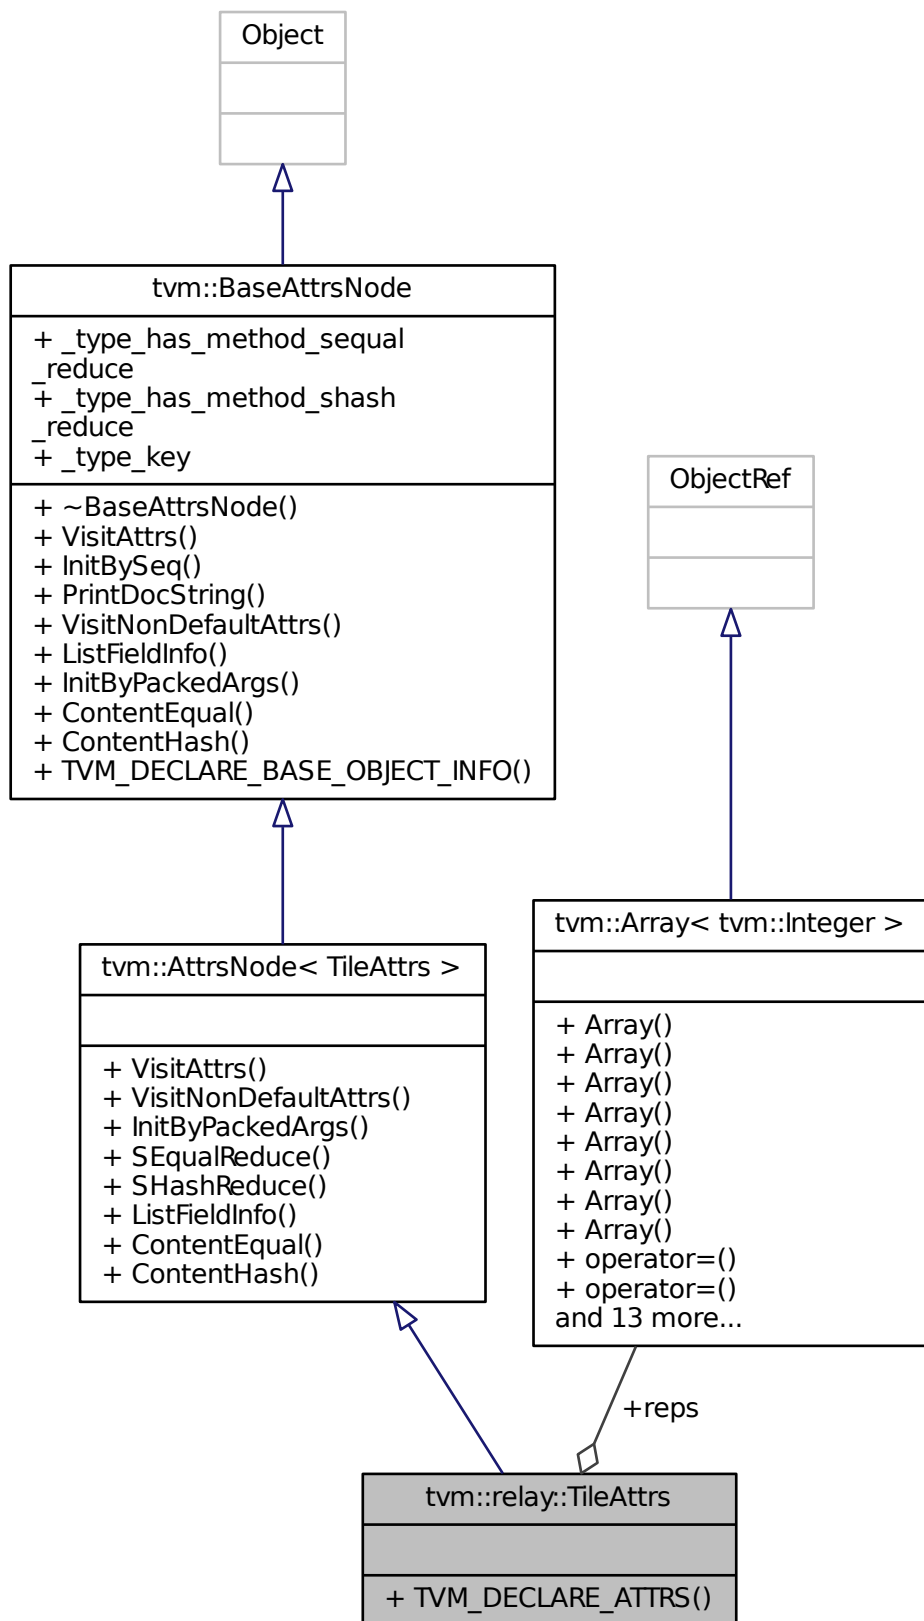 Object
tvm::BaseAttrsNode
+ _type_has_method_sequal
_reduce
+ _type_has_method_shash
_reduce
+ _type_key
+ ~BaseAttrsNode()
+ VisitAttrs()
+ InitBySeq()
+ PrintDocString()
+ VisitNonDefaultAttrs()
+ ListFieldInfo()
+ InitByPackedArgs()
+ ContentEqual()
+ ContentHash()
+ TVM_DECLARE_BASE_OBJECT_INFO()
ObjectRef
tvm::AttrsNode< TileAttrs >
+ VisitAttrs()
+ VisitNonDefaultAttrs()
+ InitByPackedArgs()
+ SEqualReduce()
+ SHashReduce()
+ ListFieldInfo()
+ ContentEqual()
+ ContentHash()
tvm::Array< tvm::Integer >
+ Array()
+ Array()
+ Array()
+ Array()
+ Array()
+ Array()
+ Array()
+ Array()
+ operator=()
+ operator=()
and 13 more...
+reps
tvm::relay::TileAttrs
+ TVM_DECLARE_ATTRS()